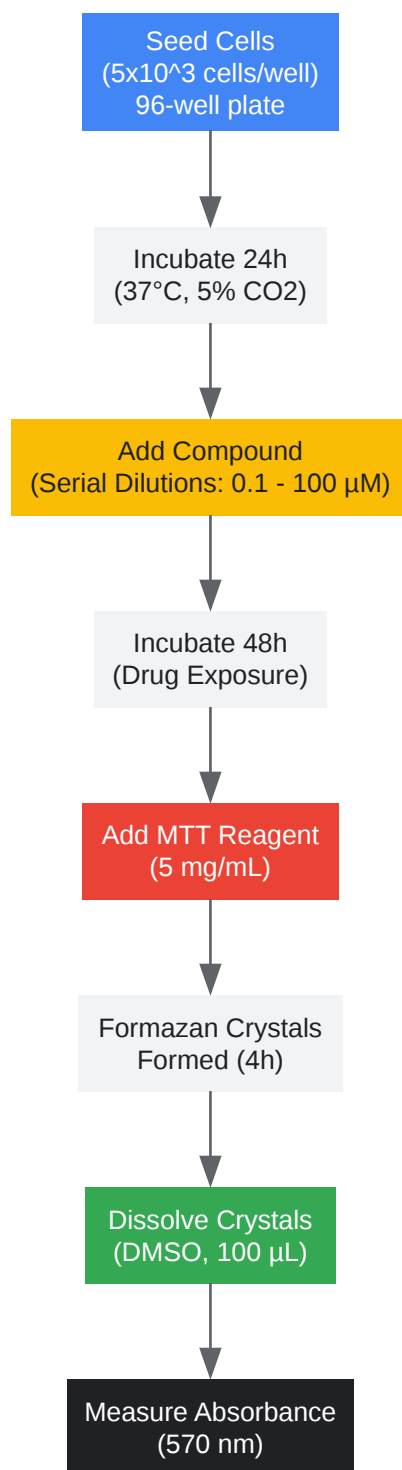 Seed Cells
(5x10^3 cells/well)
96-well plate
Incubate 24h
(37°C, 5% CO2)
Add Compound
(Serial Dilutions: 0.1 - 100 µM)
Incubate 48h
(Drug Exposure)
Add MTT Reagent
(5 mg/mL)
Formazan Crystals
Formed (4h)
Dissolve Crystals
(DMSO, 100 µL)
Measure Absorbance
(570 nm)